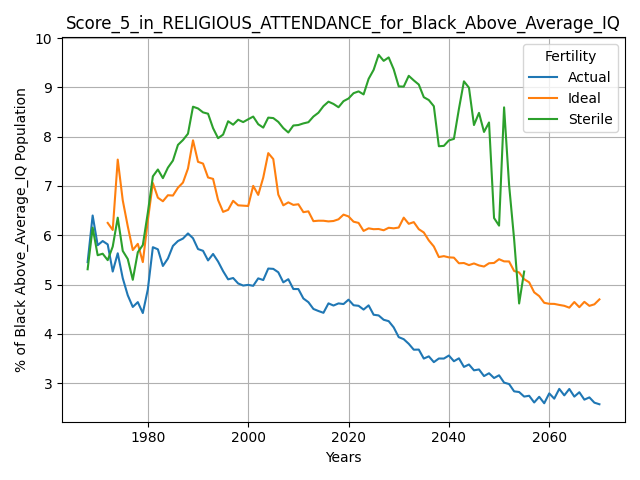 Score_5_in_RELIGIOUS_ATTENDANCE_for_Black_Above_Average_IQ
10
9
8
7
6
5
4
3
% of Black Above_Average_IQ Population
Fertility
Actual
Ideal
Sterile
1980
2000
2020
2040
2060
Years